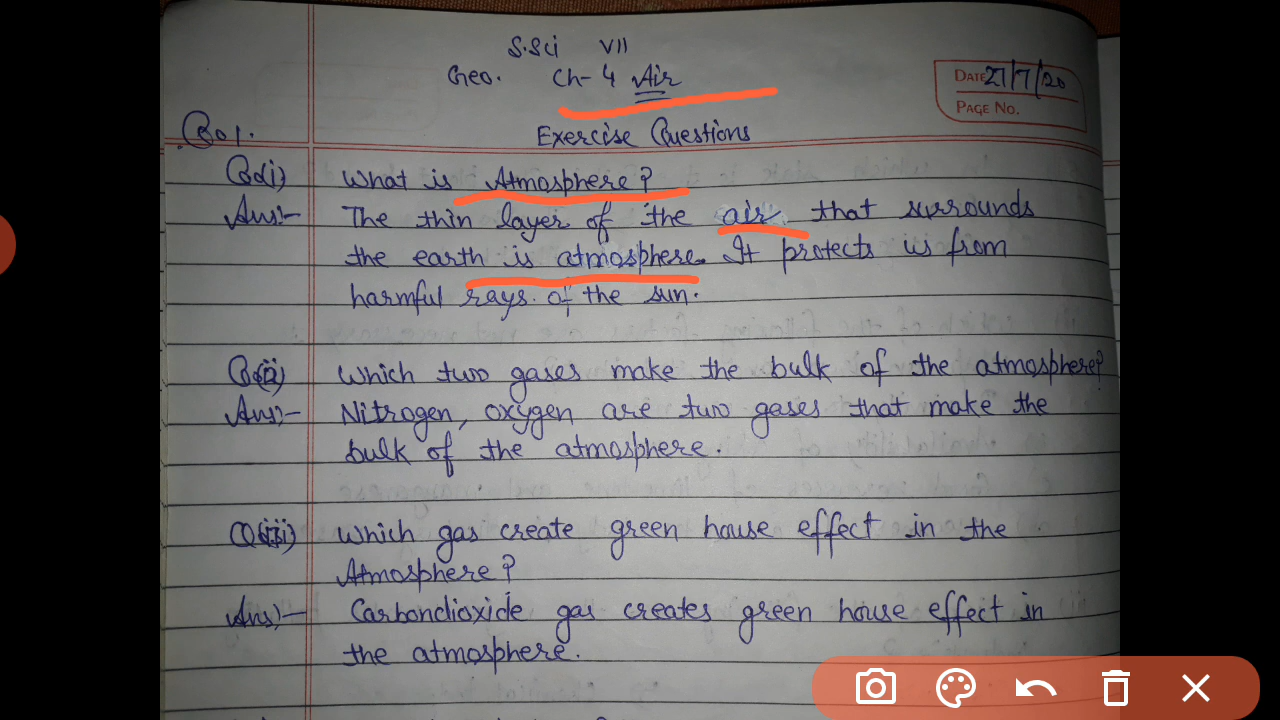 S.Sci VII
Geo. Ch-4 Air
DATE 27/7/20
PAGE No.
Qo1. Exercise Questions
Q(i) What is Atmosphere?
Ans:- The thin layer of the air that surrounds
the earth is atmosphere. It protects us from
harmful rays of the sun.
Q(ii) Which two gases make the bulk of the atmosphere?
Ans:- Nitrogen, oxygen are two gases that make the
bulk of the atmosphere.
Q(iii) Which gas create green house effect in the
Atmosphere?
Ans:- Carbondioxide gas creates green house effect in
the atmosphere.